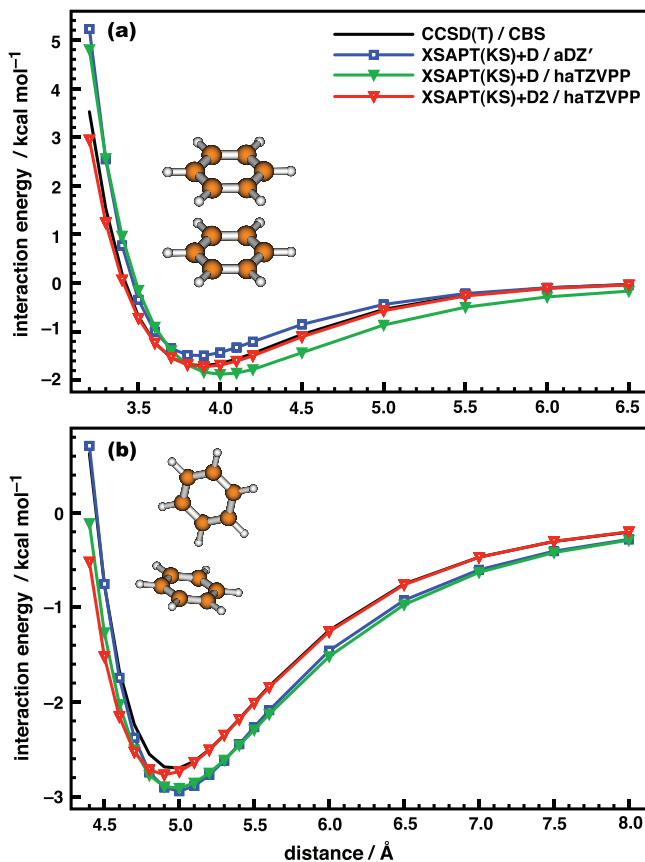 (a)
CCSD(T) / CBS
XSAPT(KS)+D / aDZ′
XSAPT(KS)+D / haTZVPP
XSAPT(KS)+D2 / haTZVPP
interaction energy / kcal mol⁻¹
5
4
3
2
1
0
−1
−2
3.5 4.0 4.5 5.0 5.5 6.0 6.5
(b)
interaction energy / kcal mol⁻¹
0
−1
−2
−3
4.5 5.0 5.5 6.0 6.5 7.0 7.5 8.0
distance / Å